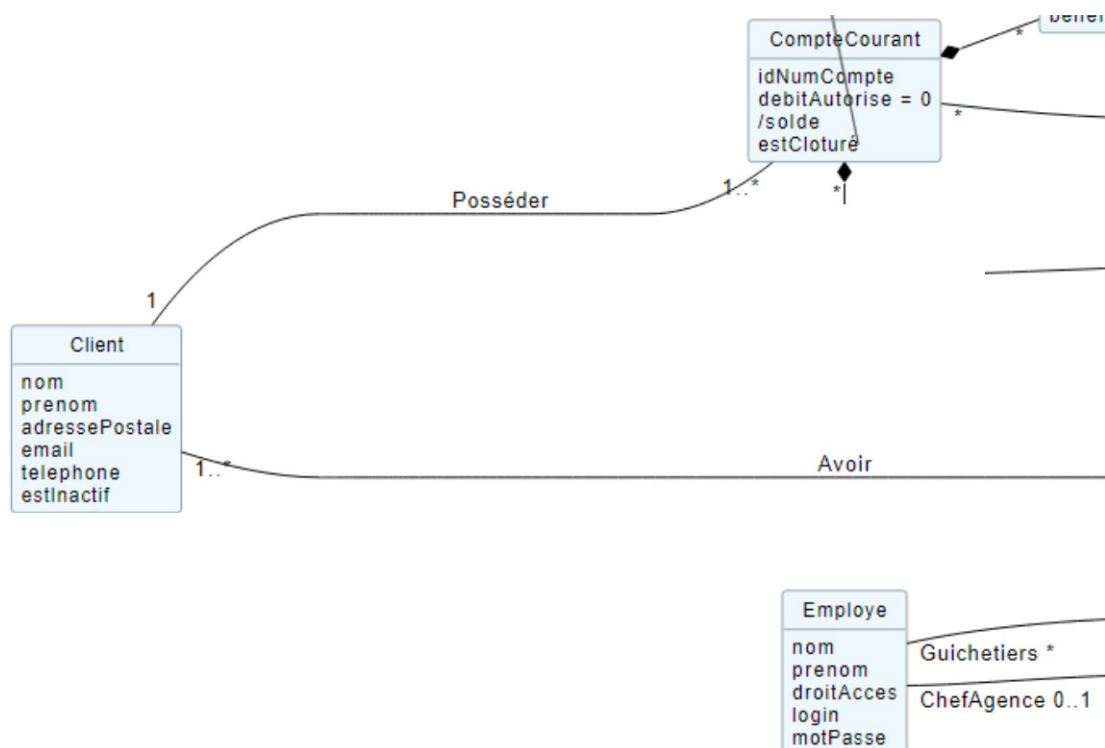 CompteCourant
*
idNumCompte
debitAutorise = 0
/solde
estCloturé
*
1..*
*
Posséder
1
Client
nom
prenom
adressePostale
email
telephone
estInactif
1..*
Avoir
Employe
nom
prenom
droitAcces
login
motPasse
Guichetiers *
ChefAgence 0..1